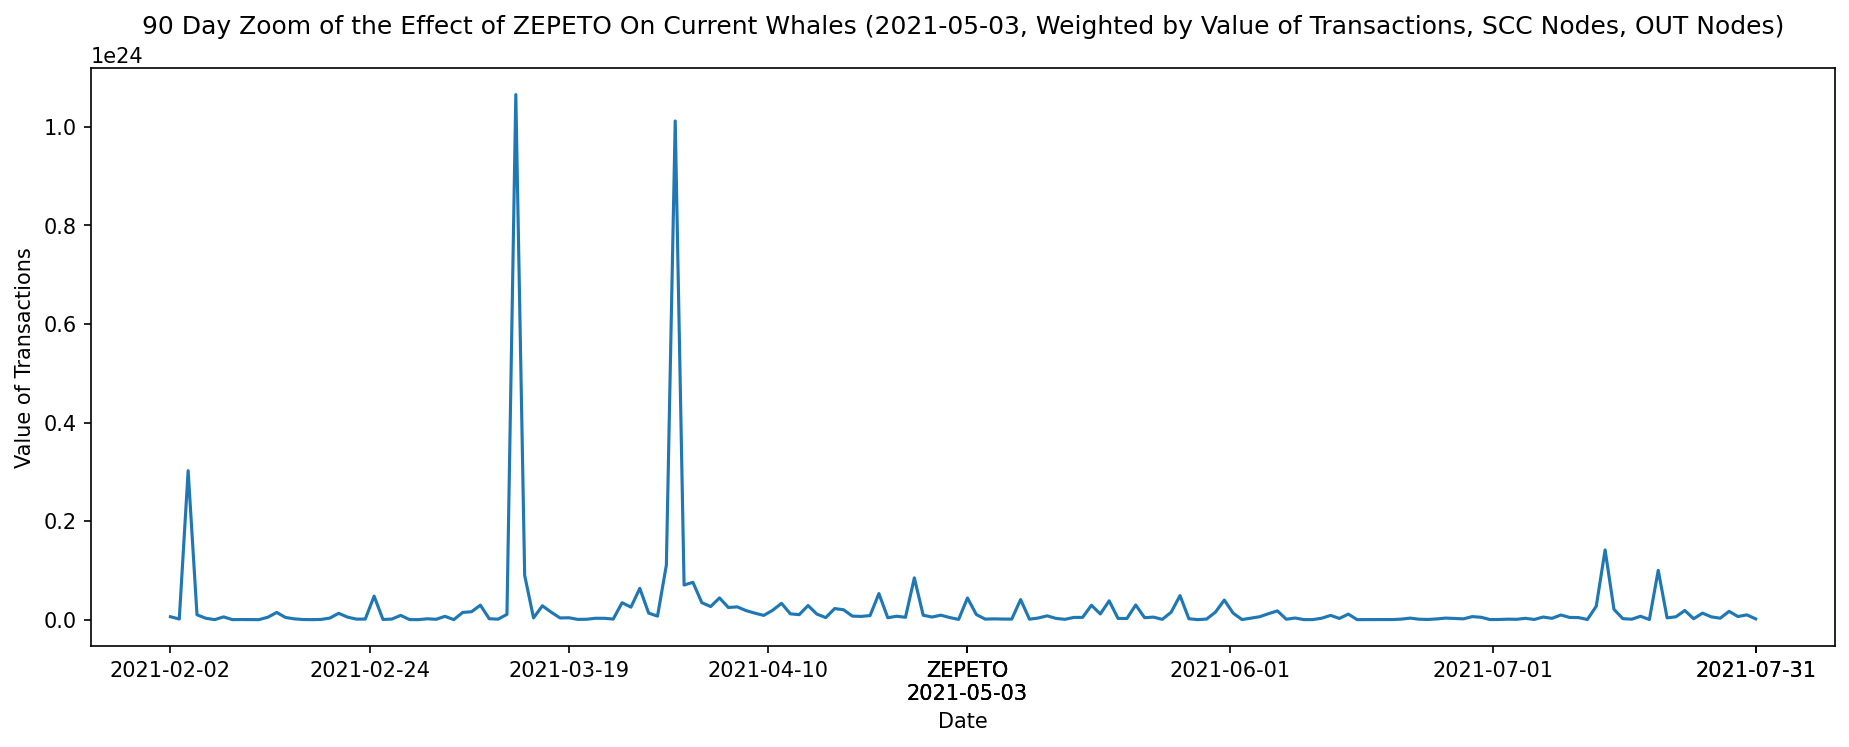 90 Day Zoom of the Effect of ZEPETO On Current Whales (2021-05-03, Weighted by Value of Transactions, SCC Nodes, OUT Nodes)
1e24
1.0
0.8
0.6
0.4
0.2
0.0
Value of Transactions
2021-02-02
2021-02-24
2021-03-19
2021-04-10
ZEPETO
2021-05-03
2021-06-01
2021-07-01
2021-07-31
Date